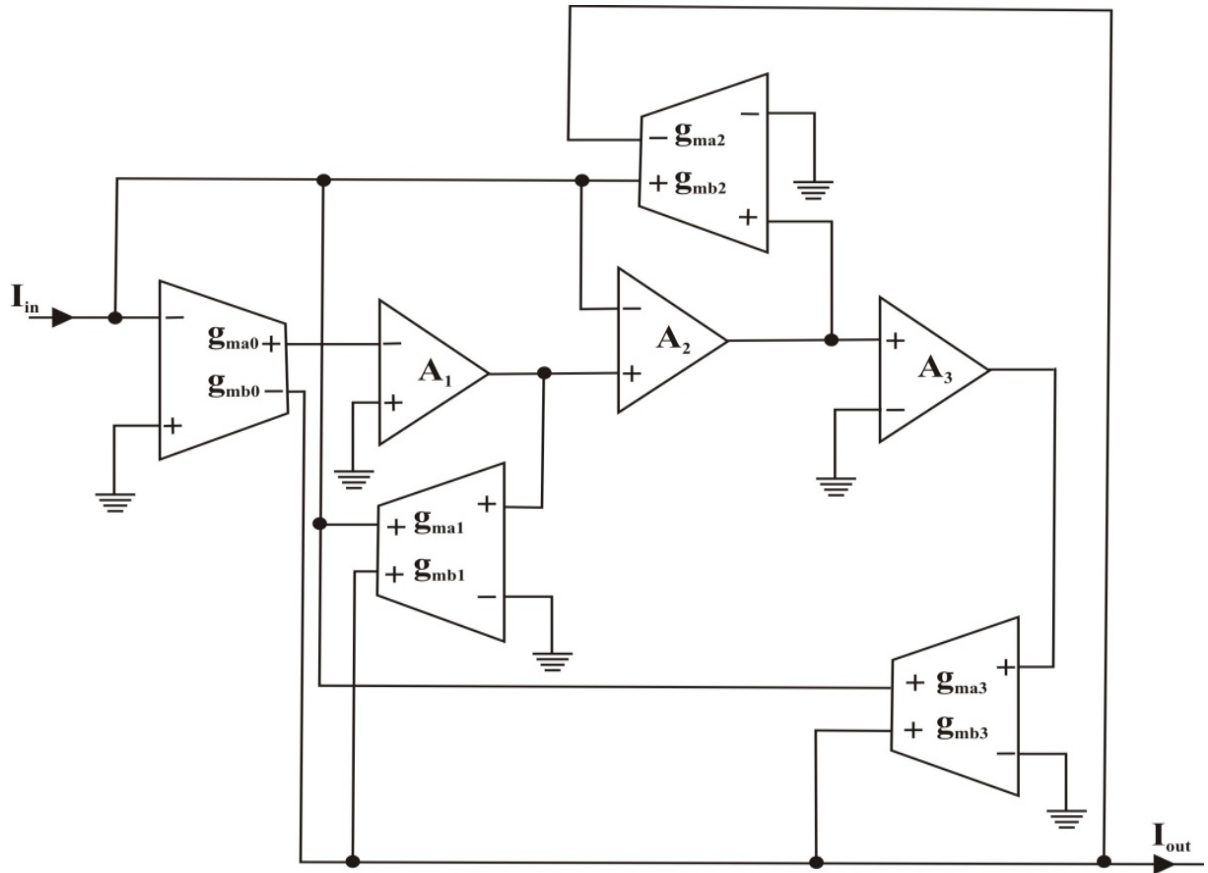 − g_ma2 −
+ g_mb2
+
I_in
−
g_ma0 +
g_mb0 −
+
−
A_1
+
−
A_2
+
+
A_3
−
+
+ g_ma1
+ g_mb1
−
+
+ g_ma3
+ g_mb3
−
I_out